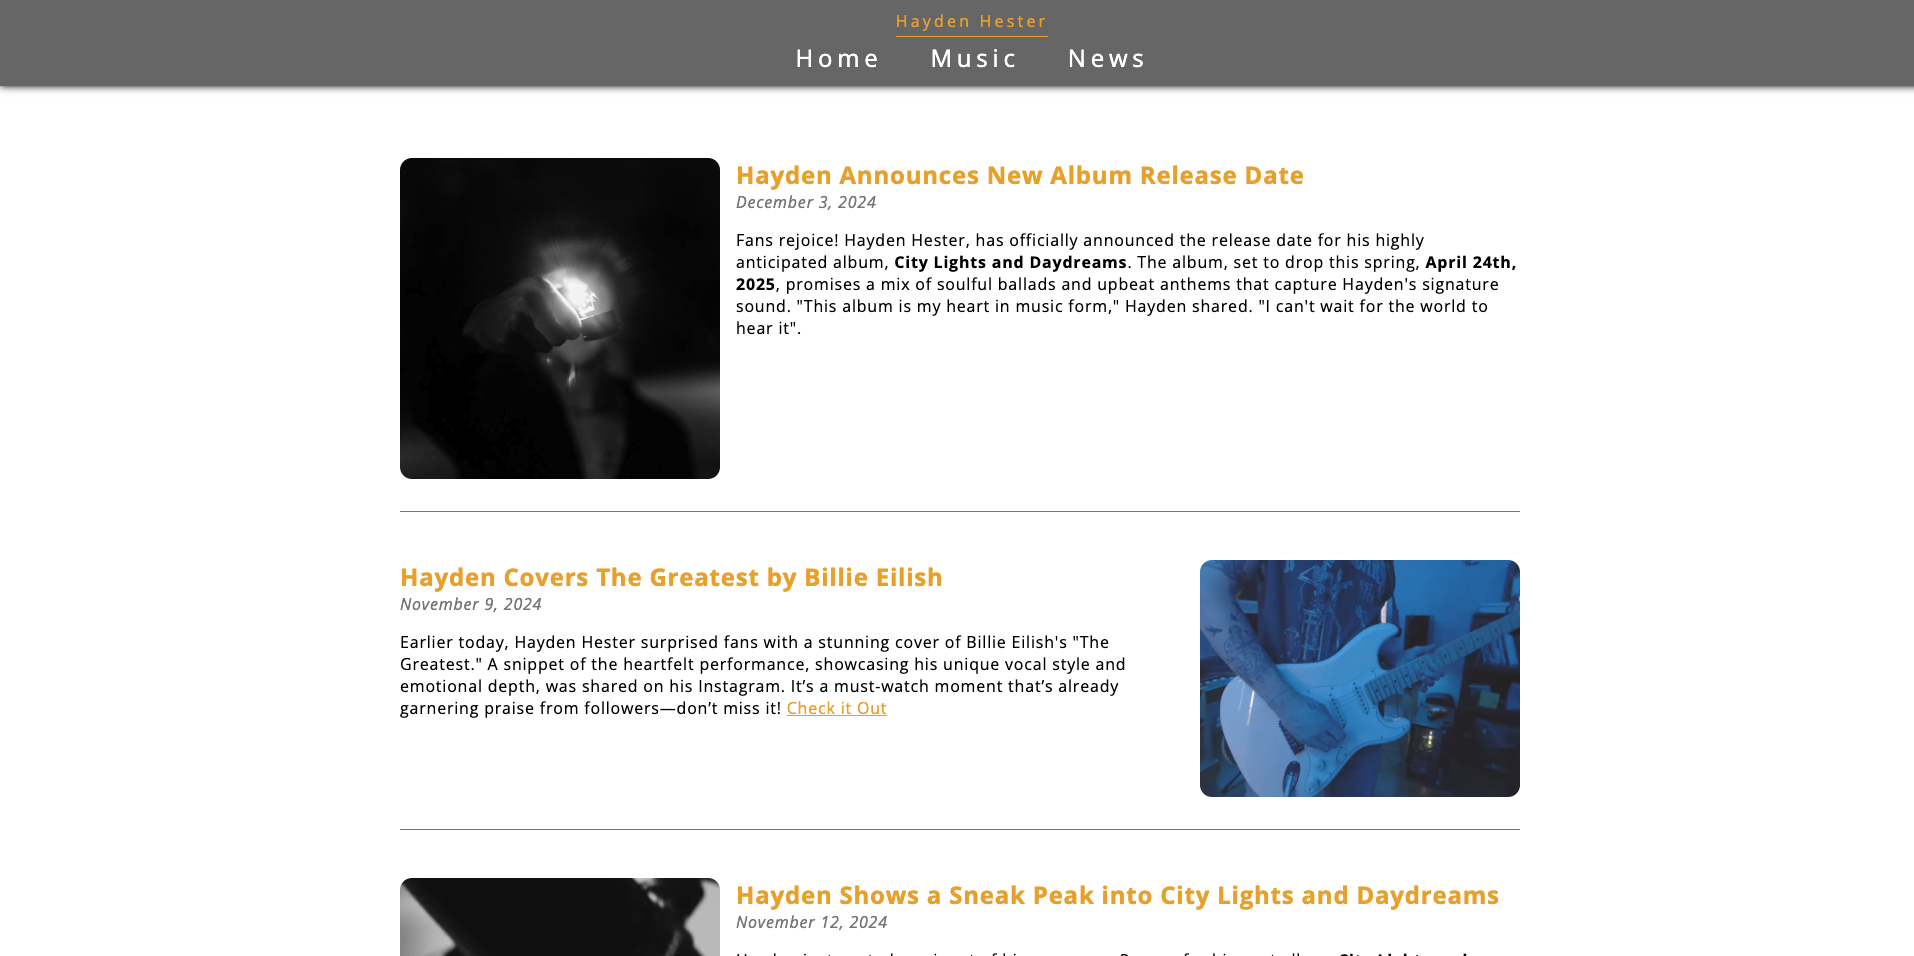 Hayden Hester
Home Music News
Hayden Announces New Album Release Date
December 3, 2024
Fans rejoice! Hayden Hester, has officially announced the release date for his highly
anticipated album, City Lights and Daydreams. The album, set to drop this spring, April 24th,
2025, promises a mix of soulful ballads and upbeat anthems that capture Hayden's signature
sound. "This album is my heart in music form," Hayden shared. "I can't wait for the world to
hear it".
Hayden Covers The Greatest by Billie Eilish
November 9, 2024
Earlier today, Hayden Hester surprised fans with a stunning cover of Billie Eilish's "The
Greatest." A snippet of the heartfelt performance, showcasing his unique vocal style and
emotional depth, was shared on his Instagram. It’s a must-watch moment that’s already
garnering praise from followers—don’t miss it! Check it Out
Hayden Shows a Sneak Peak into City Lights and Daydreams
November 12, 2024